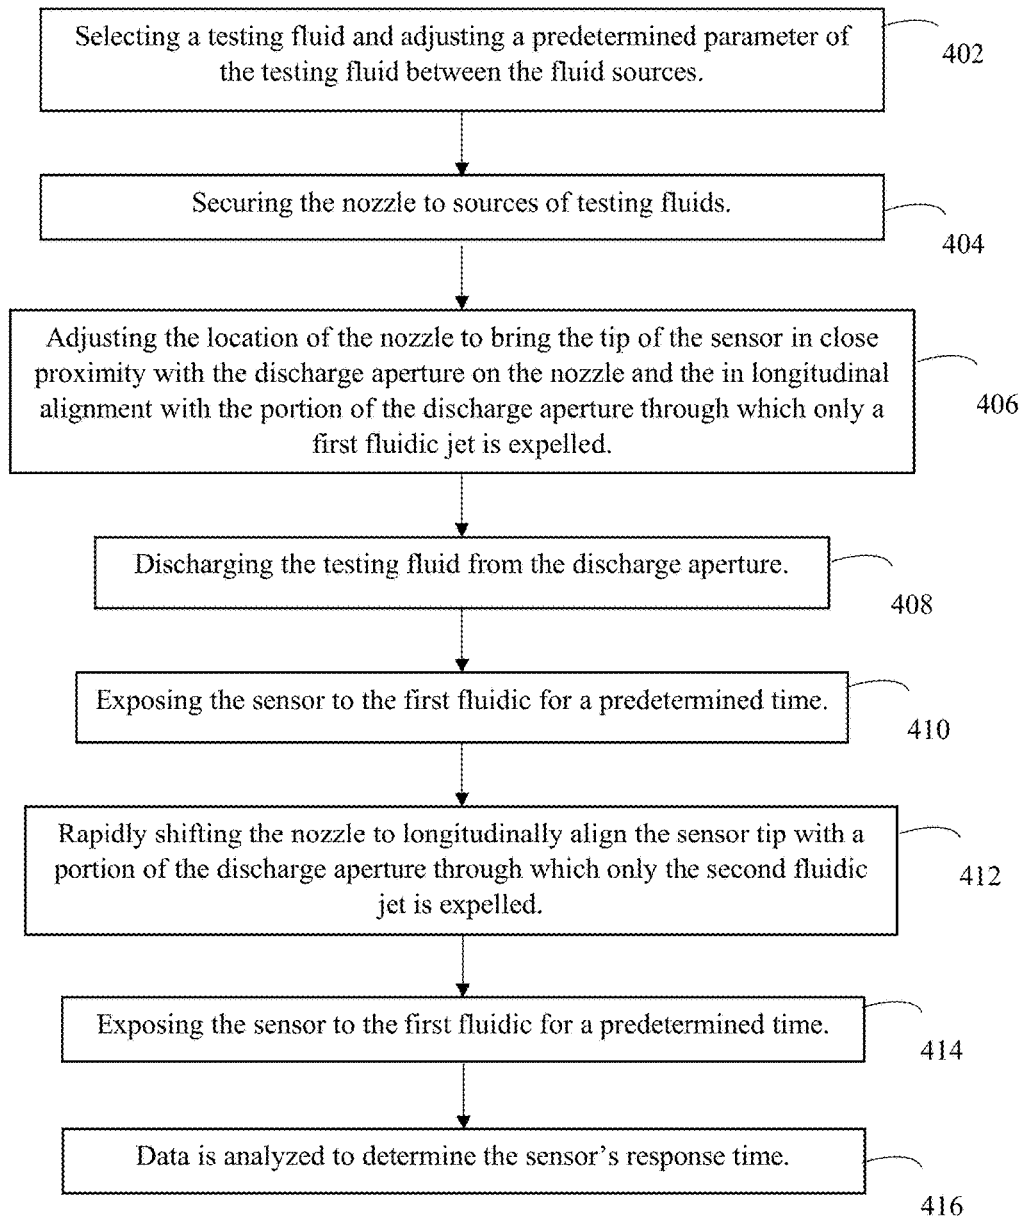 Selecting a testing fluid and adjusting a predetermined parameter of
the testing fluid between the fluid sources.
402
Securing the nozzle to sources of testing fluids.
404
Adjusting the location of the nozzle to bring the tip of the sensor in close
proximity with the discharge aperture on the nozzle and the in longitudinal
alignment with the portion of the discharge aperture through which only a
first fluidic jet is expelled.
406
Discharging the testing fluid from the discharge aperture.
408
Exposing the sensor to the first fluidic for a predetermined time.
410
Rapidly shifting the nozzle to longitudinally align the sensor tip with a
portion of the discharge aperture through which only the second fluidic
jet is expelled.
412
Exposing the sensor to the first fluidic for a predetermined time.
414
Data is analyzed to determine the sensor's response time.
416